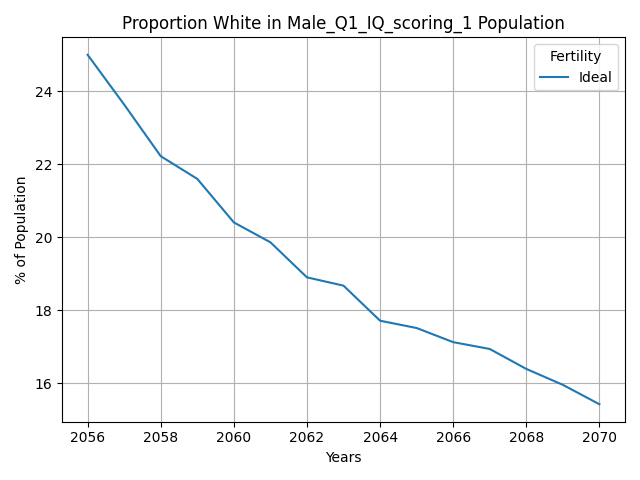 Proportion White in Male_Q1_IQ_scoring_1 Population
Fertility
Ideal
% of Population
24
22
20
18
16
2056 2058 2060 2062 2064 2066 2068 2070
Years